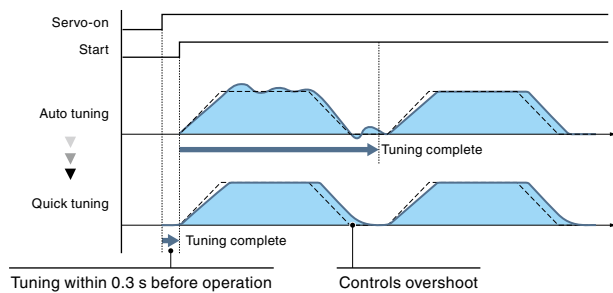 Servo-on
Start
Auto tuning
Tuning complete
Quick tuning
Tuning complete
Tuning within 0.3 s before operation
Controls overshoot